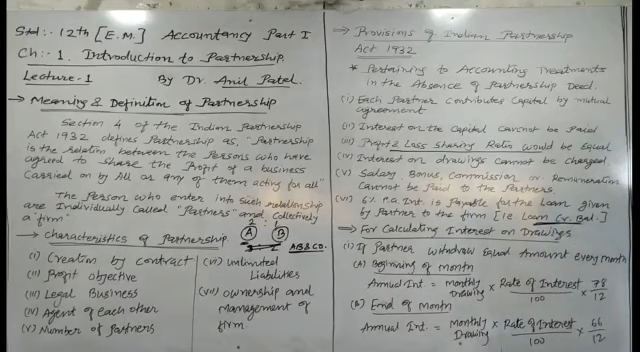 Std:- 12th [E.M.] Accountancy Part I
Ch:- 1. Introduction to Partnership.
Lecture-1 By Dr. Anil Patel.
→ Meaning & Definition of Partnership
Section 4 of the Indian Partnership
Act 1932 defines Partnership as, "Partnership
is the relation between the Persons who have
agreed to share the Profit of a business
Carried on by All or any of them acting for all"
The Person who enter into such relationship
are Individually Called "Partners" and Collectively
a "firm"
A B
→ Characteristics of Partnership. 3 : 2 AB & CO.
(i) Creation by contract
(ii) Profit objective
(iii) Legal Business
(iv) Agent of each other
(v) Number of partners
(vi) Unlimited
Liabilities
(vii) Ownership and
Management of
firm
→ Provisions of Indian Partnership
Act 1932
* Pertaining to Accounting Treatments
in the Absence of Partnership Deed.
(i) Each Partner Contributes Capital by mutual
agreement
(ii) Interest on the Capital cannot be Paid
(iii) Profit & Loss Sharing Ratio would be Equal
(iv) Interest on drawings cannot be charged.
(v) Salary, Bonus, Commission or Remuneration
Cannot be Paid to the Partners.
(vi) 6% P.a Int. is Payable for the Loan given
by Partner to the firm [ie Loan Cr. Bal.]
→ For Calculating Interest on Drawings
(i) If Partner withdraw Equal Amount every month
(A) Beginning of month
Annual Int = monthly Drawing × Rate of Interest / 100 × 78 / 12
(B) End of Month
Annual Int. = Monthly Drawing × Rate of Interest / 100 × 66 / 12